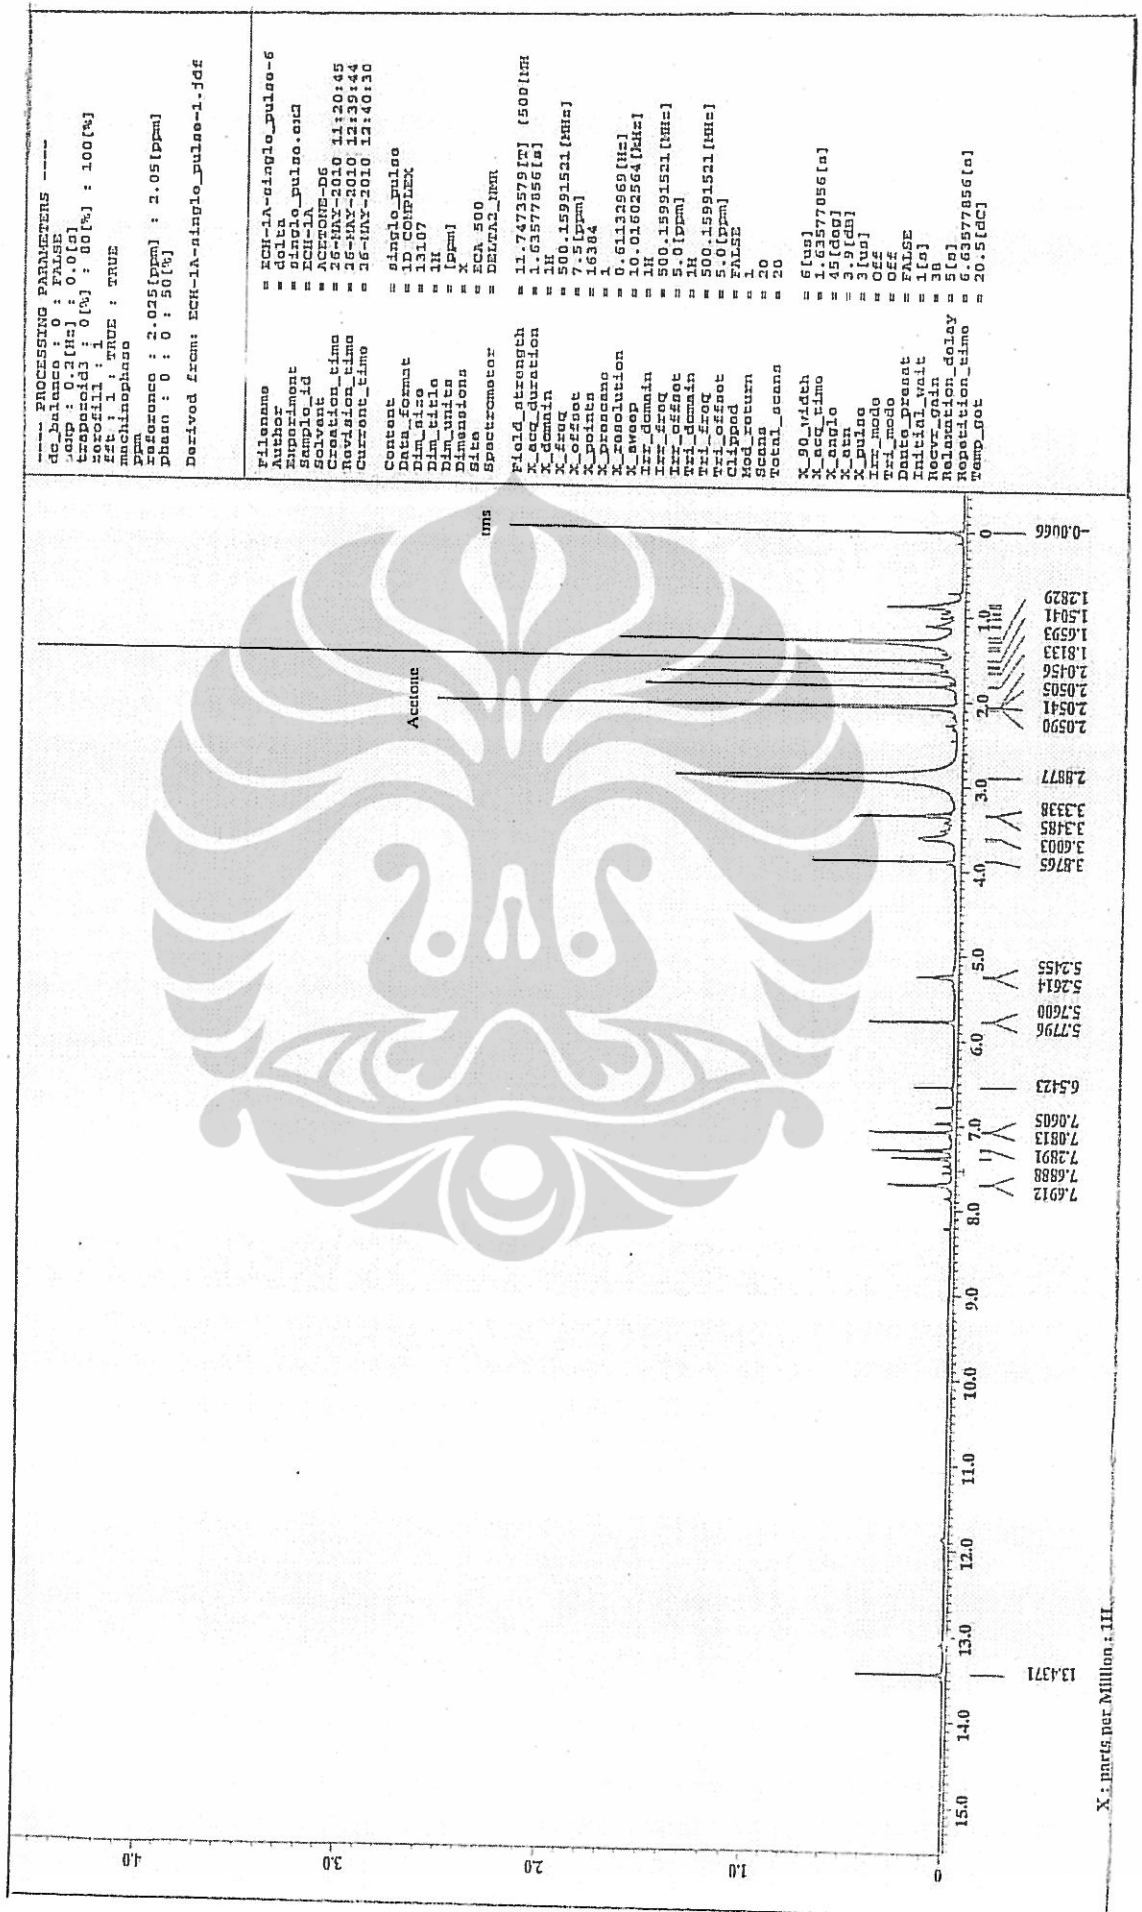 ---- PROCESSING PARAMETERS ----
dc_balance : 0 : FALSE
sexp : 0.2[Hz] : 0.0[s]
trapezoid3 : 0[%] : 80[%] : 100[%]
zerofill : 1
fft : 1 : TRUE : TRUE
machinephase
ppm
reference : 2.025[ppm] : 2.05[ppm]
phase : 0 : 0 : 50[%]
Derived from: ECH-1A-single_pulse-1.jdf
Filename = ECH-1A-single_pulse-6
Author = delta
Experiment = single_pulse.ex2
Sample_id = ECH-1A
Solvent = ACETONE-D6
Creation_time = 26-MAY-2010 11:20:45
Revision_time = 26-MAY-2010 12:39:44
Current_time = 26-MAY-2010 12:40:30
Content = single_pulse
Data_format = 1D COMPLEX
Dim_size = 13107
Dim_title = 1H
Dim_units = [ppm]
Dimensions = X
Site = ECA 500
Spectrometer = DELTA2_NMR
Field_strength = 11.7473579[T] (500[MH
X_acq_duration = 1.63577856[s]
X_domain = 1H
X_freq = 500.15991521[MHz]
X_offset = 7.5[ppm]
X_points = 16384
X_prescans = 1
X_resolution = 0.61132969[Hz]
X_sweep = 10.01602564[kHz]
Irr_domain = 1H
Irr_freq = 500.15991521[MHz]
Irr_offset = 5.0[ppm]
Tri_domain = 1H
Tri_freq = 500.15991521[MHz]
Tri_offset = 5.0[ppm]
Clipped = FALSE
Mod_return = 1
Scans = 20
Total_scans = 20
X_90_width = 6[us]
X_acq_time = 1.63577856[s]
X_angle = 45[deg]
X_atn = 3.9[dB]
X_pulse = 3[us]
Irr_mode = Off
Tri_mode = Off
Dante_presat = FALSE
Initial_wait = 1[s]
Recvr_gain = 38
Relaxation_delay = 5[s]
Repetition_time = 6.63577856[s]
Temp_get = 20.5[dC]
tms
Acetone
4.0
3.0
2.0
1.0
0
15.0 14.0 13.0 12.0 11.0 10.0 9.0 8.0 7.0 6.0 5.0 4.0 3.0 2.0 1.0 0
13.4371
7.6912
7.6888
7.2891
7.0813
7.0605
6.5423
5.7796
5.7600
5.2614
5.2455
3.8765
3.6003
3.3485
3.3338
2.8877
2.0590
2.0541
2.0505
2.0456
1.8133
1.6593
1.5041
1.2829
-0.0066
X : parts per Million : 1H